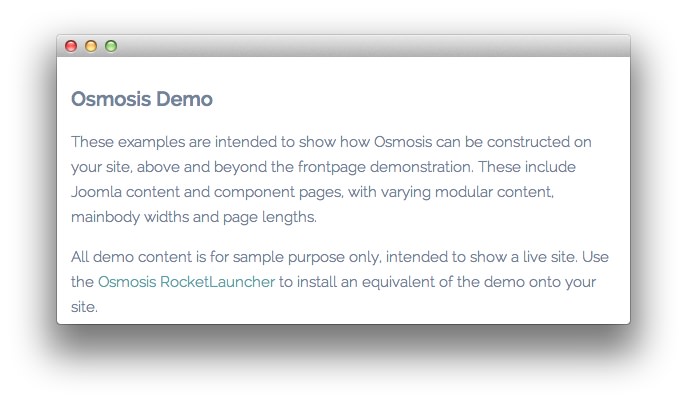 Osmosis Demo
These examples are intended to show how Osmosis can be constructed on
your site, above and beyond the frontpage demonstration. These include
Joomla content and component pages, with varying modular content,
mainbody widths and page lengths.
All demo content is for sample purpose only, intended to show a live site. Use
the Osmosis RocketLauncher to install an equivalent of the demo onto your
site.